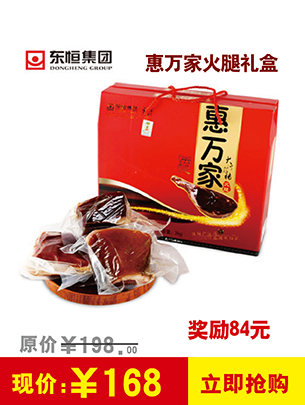 东恒集团
DONGHENG GROUP
惠万家火腿礼盒
惠万家
奖励84元
原价¥198.00
现价:¥168 立即抢购